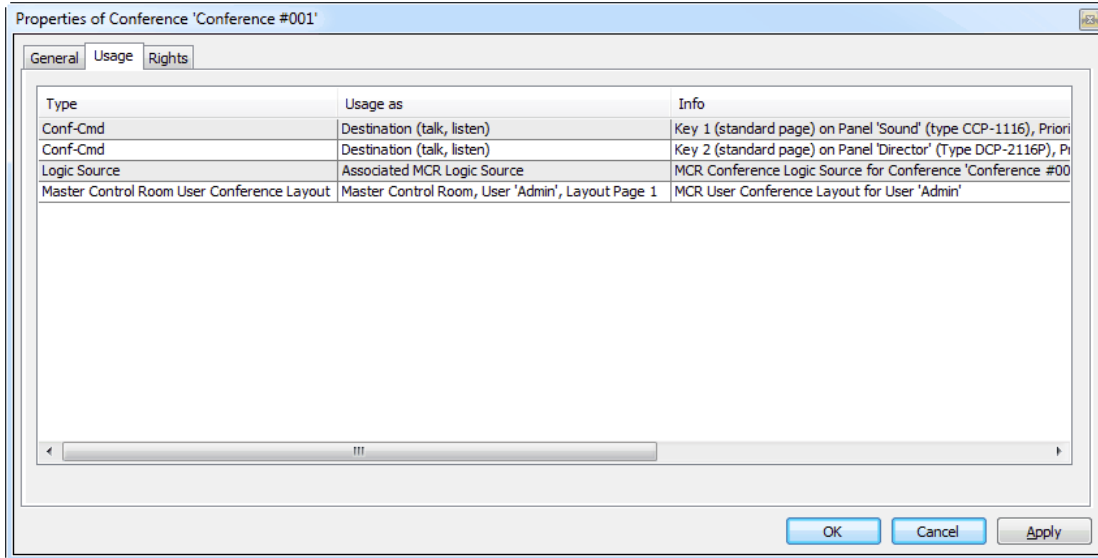 Properties of Conference 'Conference #001'
General Usage Rights
Type Usage as Info
Conf-Cmd Destination (talk, listen) Key 1 (standard page) on Panel 'Sound' (type CCP-1116), Priori
Conf-Cmd Destination (talk, listen) Key 2 (standard page) on Panel 'Director' (Type DCP-2116P), Pr
Logic Source Associated MCR Logic Source MCR Conference Logic Source for Conference 'Conference #00
Master Control Room User Conference Layout Master Control Room, User 'Admin', Layout Page 1 MCR User Conference Layout for User 'Admin'
OK Cancel Apply